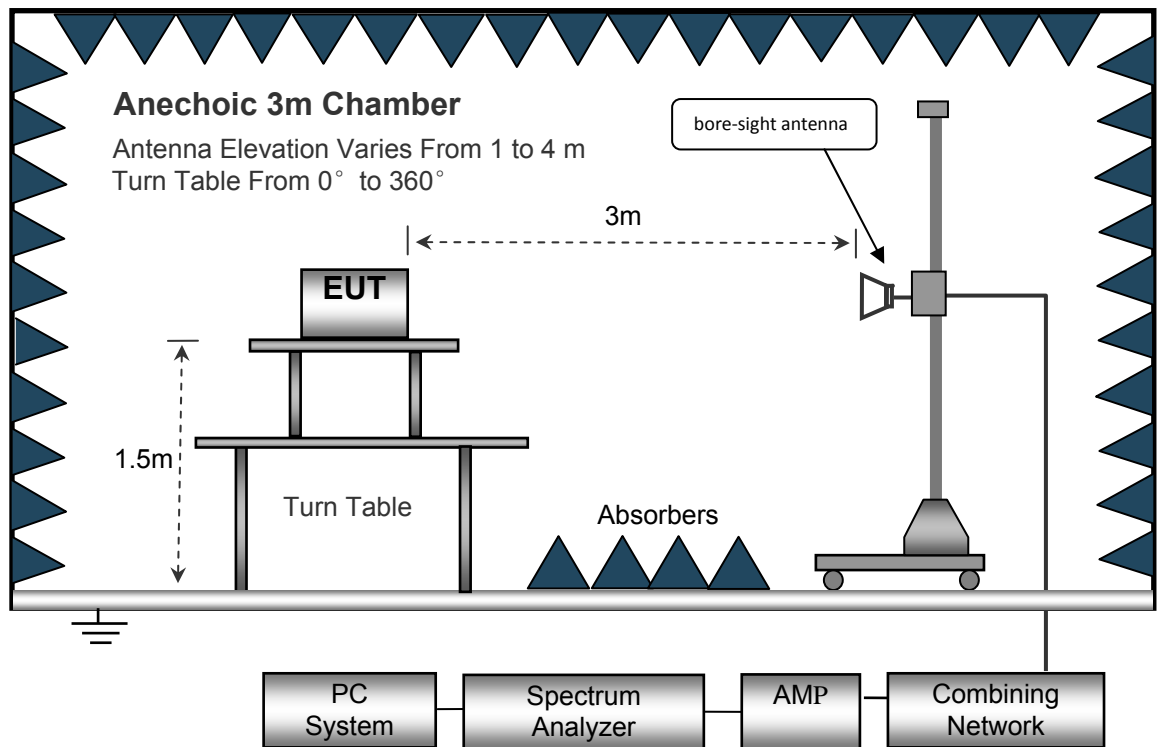 Anechoic 3m Chamber
Antenna Elevation Varies From 1 to 4 m
Turn Table From 0° to 360°
bore-sight antenna
3m
EUT
1.5m
Turn Table
Absorbers
PC
System
Spectrum
Analyzer
AMP
Combining
Network